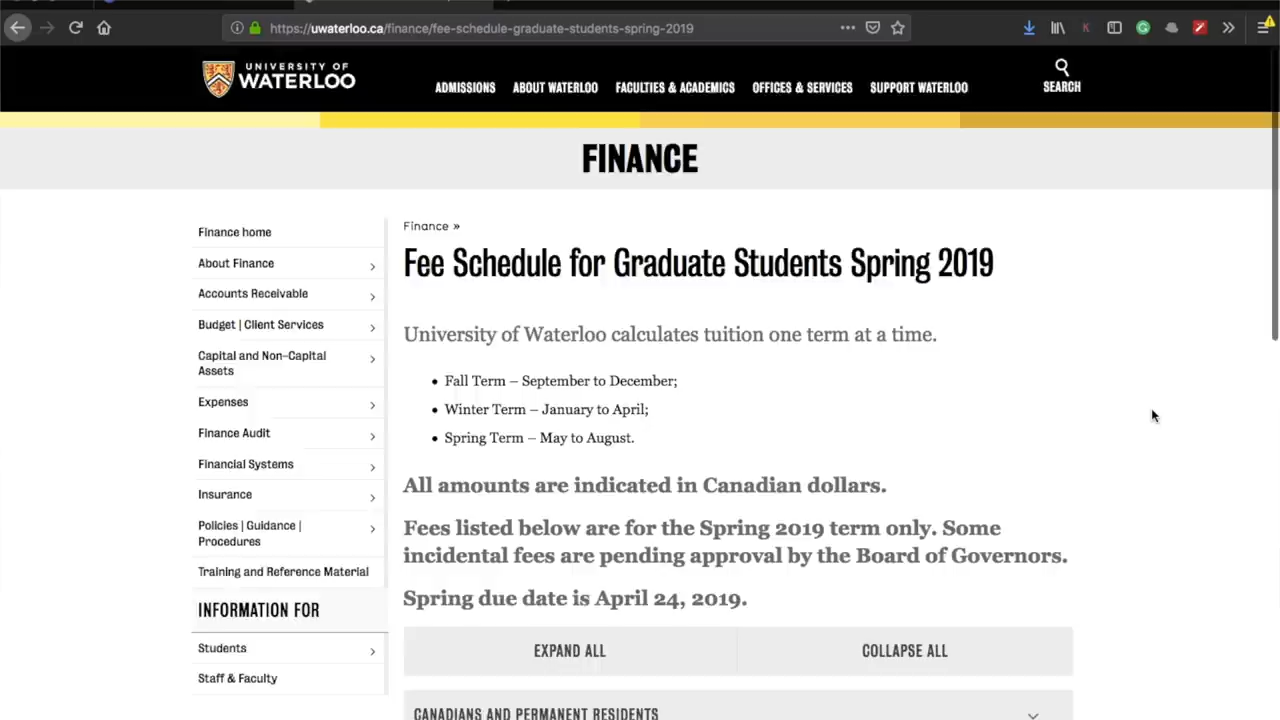 https://uwaterloo.ca/finance/fee-schedule-graduate-students-spring-2019
UNIVERSITY OF
WATERLOO
ADMISSIONS ABOUT WATERLOO FACULTIES & ACADEMICS OFFICES & SERVICES SUPPORT WATERLOO
SEARCH
FINANCE
Finance home
About Finance
Accounts Receivable
Budget | Client Services
Capital and Non-Capital
Assets
Expenses
Finance Audit
Financial Systems
Insurance
Policies | Guidance |
Procedures
Training and Reference Material
INFORMATION FOR
Students
Staff & Faculty
Finance »
Fee Schedule for Graduate Students Spring 2019
University of Waterloo calculates tuition one term at a time.
• Fall Term – September to December;
• Winter Term – January to April;
• Spring Term – May to August.
All amounts are indicated in Canadian dollars.
Fees listed below are for the Spring 2019 term only. Some
incidental fees are pending approval by the Board of Governors.
Spring due date is April 24, 2019.
EXPAND ALL COLLAPSE ALL
CANADIANS AND PERMANENT RESIDENTS